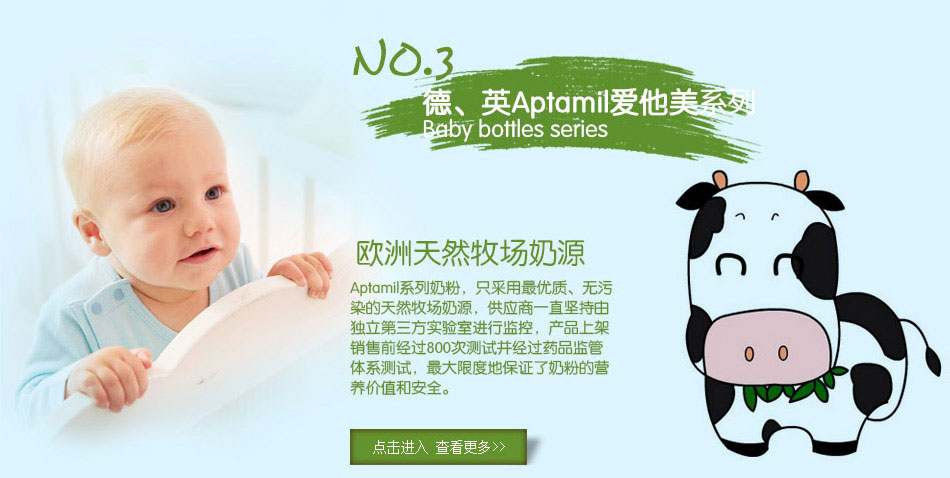 NO.3
德、英Aptamil爱他美系列
Baby bottles series
欧洲天然牧场奶源
Aptamil系列奶粉，只采用最优质、无污
染的天然牧场奶源，供应商一直坚持由
独立第三方实验室进行监控，产品上架
销售前经过800次测试并经过药品监管
体系测试，最大限度地保证了奶粉的营
养价值和安全。
点击进入 查看更多>>